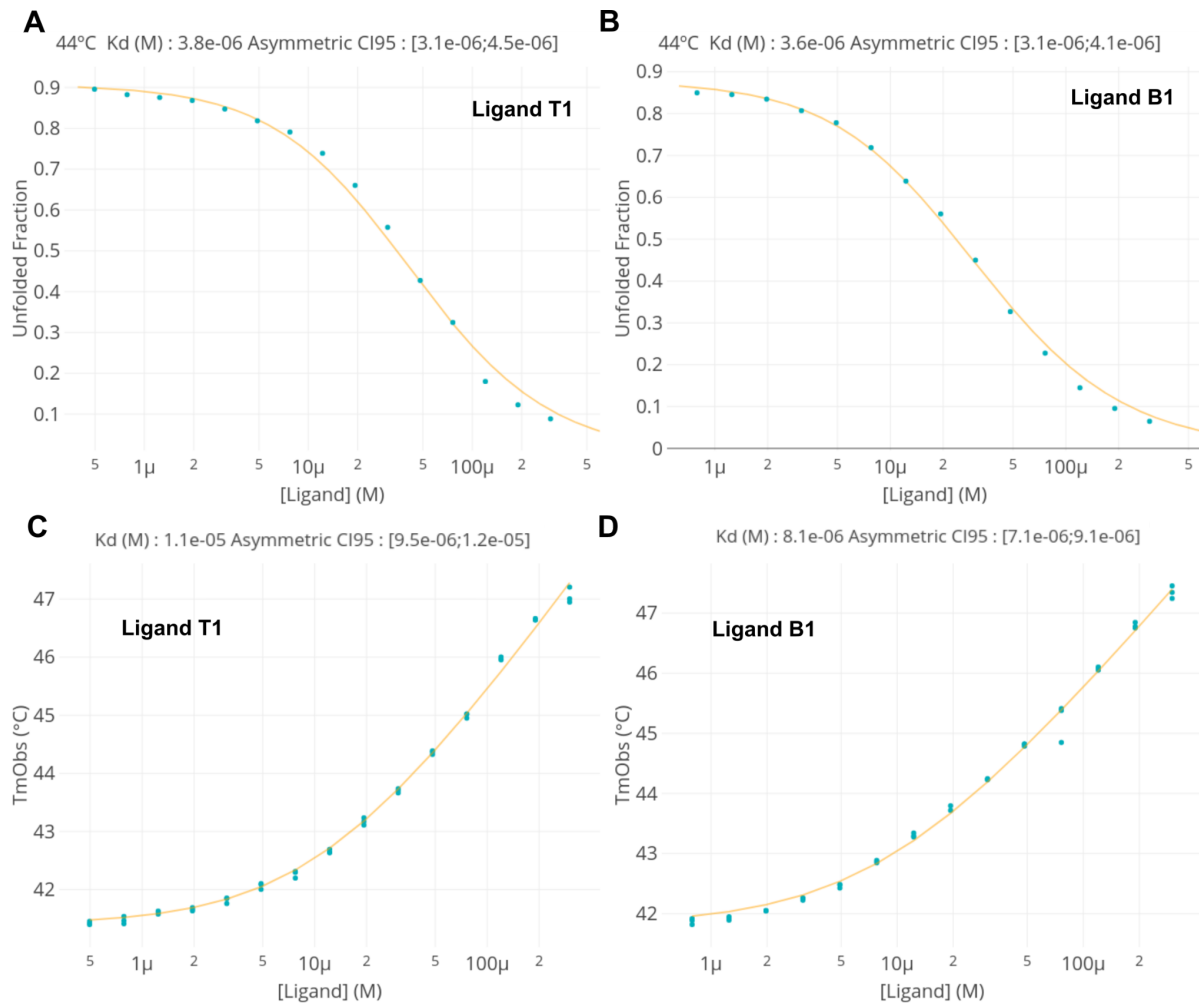 A
44°C Kd (M) : 3.8e-06 Asymmetric CI95 : [3.1e-06;4.5e-06]
Ligand T1
Unfolded Fraction
0.9
0.8
0.7
0.6
0.5
0.4
0.3
0.2
0.1
5 1μ 2 5 10μ 2 5 100μ 2 5
[Ligand] (M)
B
44°C Kd (M) : 3.6e-06 Asymmetric CI95 : [3.1e-06;4.1e-06]
Ligand B1
Unfolded Fraction
0.9
0.8
0.7
0.6
0.5
0.4
0.3
0.2
0.1
0
1μ 2 5 10μ 2 5 100μ 2 5
[Ligand] (M)
C
Kd (M) : 1.1e-05 Asymmetric CI95 : [9.5e-06;1.2e-05]
Ligand T1
TmObs (°C)
47
46
45
44
43
42
5 1μ 2 5 10μ 2 5 100μ 2
[Ligand] (M)
D
Kd (M) : 8.1e-06 Asymmetric CI95 : [7.1e-06;9.1e-06]
Ligand B1
TmObs (°C)
47
46
45
44
43
42
1μ 2 5 10μ 2 5 100μ 2
[Ligand] (M)